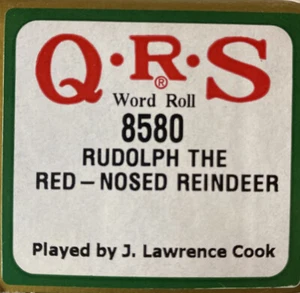 Q·R·S®
Word Roll
8580
RUDOLPH THE
RED–NOSED REINDEER
Played by J. Lawrence Cook